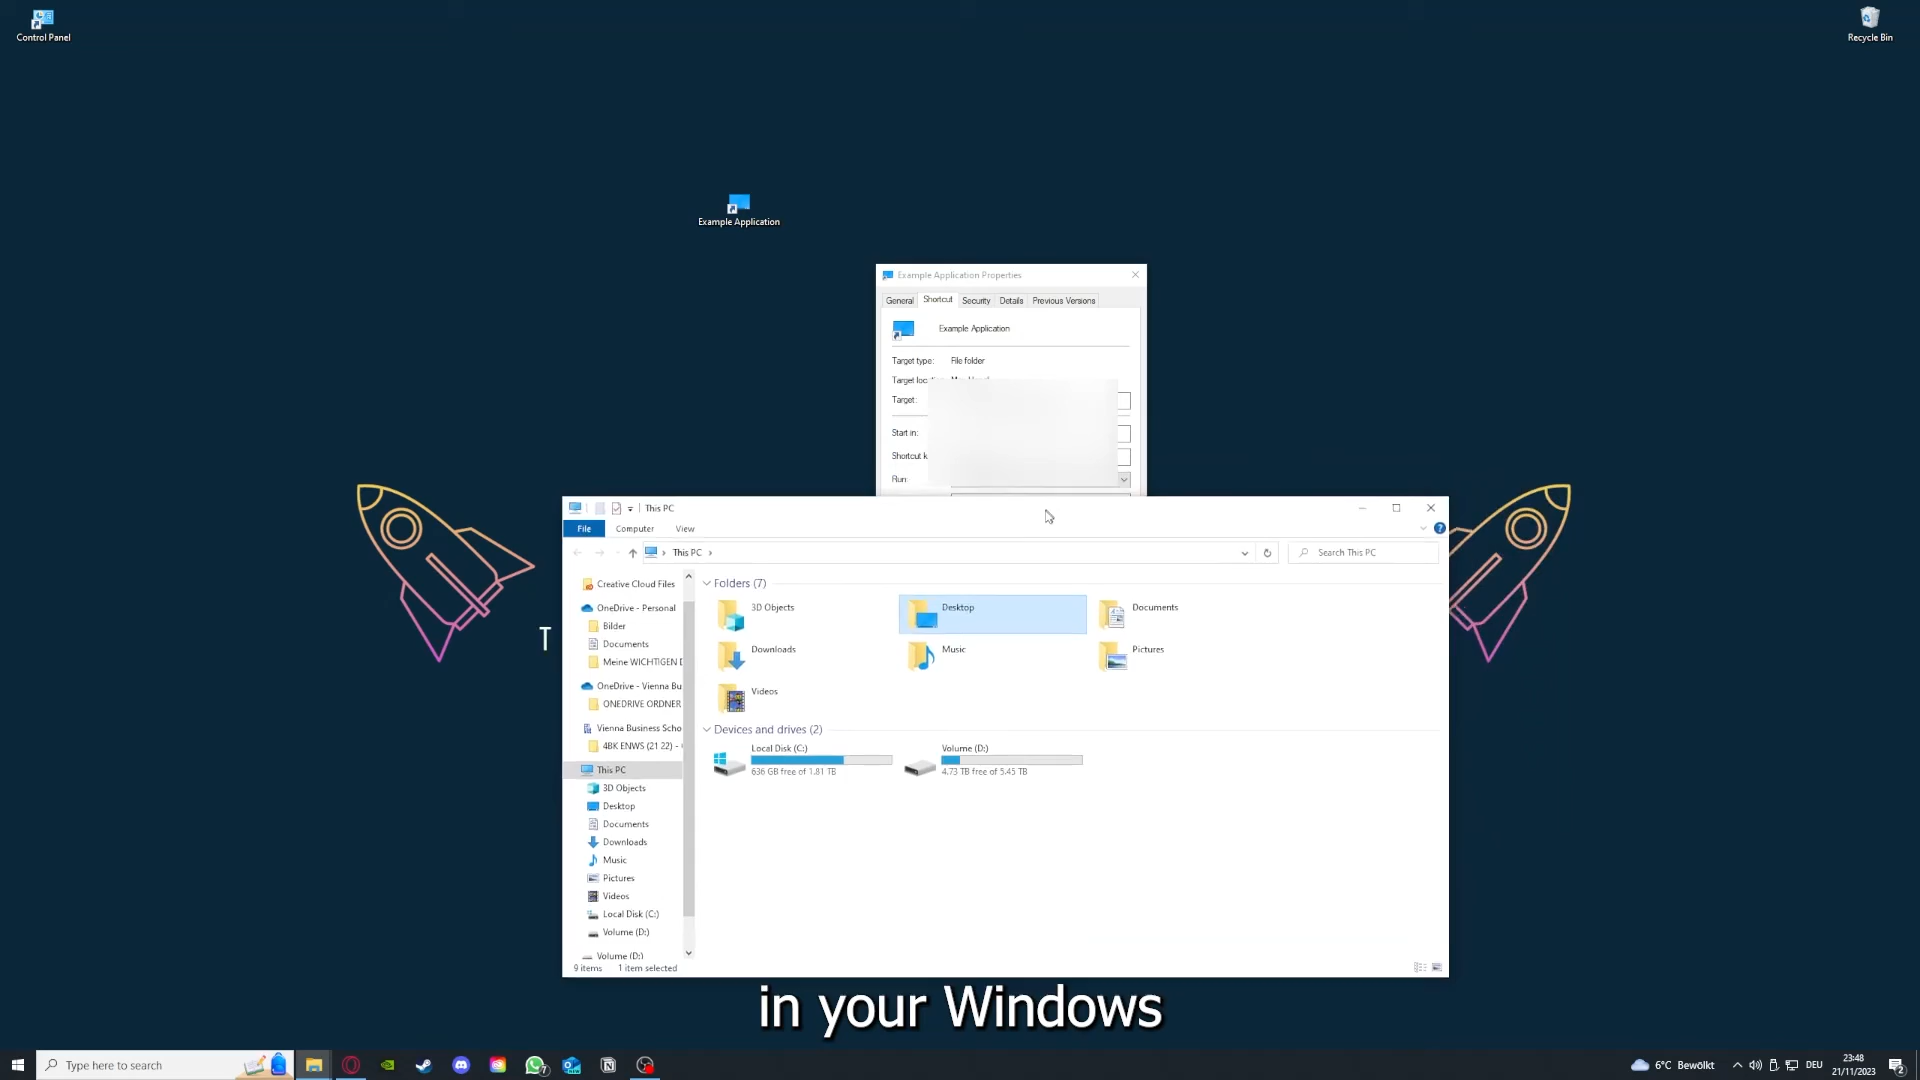 Control Panel
Recycle Bin
Example Application
Example Application Properties
General Shortcut Security Details Previous Versions
Example Application
Target type: File folder
Target
Target:
Start in:
Shortcut
Run:
This PC
File Computer View
This PC
Search This PC
Creative Cloud Files
OneDrive - Personal
Bilder
Documents
Meine WICHTIGEN
OneDrive - Vienna Bu
ONEDRIVE ORDNER
Vienna Business Scho
4BK ENWS (21 22) -
This PC
3D Objects
Desktop
Documents
Downloads
Music
Pictures
Videos
Local Disk (C:)
Volume (D:)
Volume (D:)
Folders (7)
3D Objects
Desktop
Documents
Downloads
Music
Pictures
Videos
Devices and drives (2)
Local Disk (C:)
636 GB free of 1.81 TB
Volume (D:)
4.73 TB free of 5.45 TB
9 items 1 item selected
T
in your Windows
Type here to search
7
6°C Bewölkt
DEU
23:48
21/11/2023
2